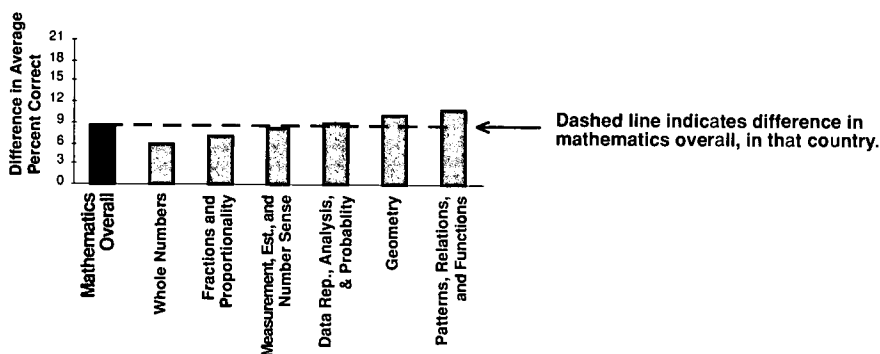 Difference in Average
Percent Correct
21
18
15
12
9
6
3
0
Dashed line indicates difference in
mathematics overall, in that country.
Mathematics
Overall
Whole Numbers
Fractions and
Proportionality
Measurement, Est., and
Number Sense
Data Rep., Analysis,
& Probablity
Geometry
Patterns, Relations,
and Functions